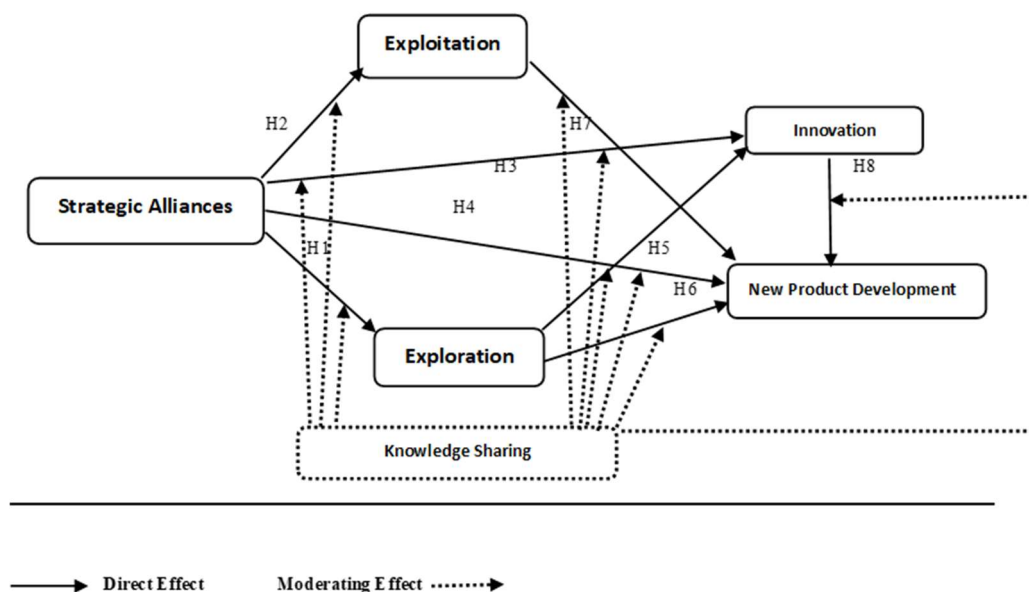 Exploitation
H2
H7
Innovation
H3
H8
Strategic Alliances
H4
H1
H5
H6
New Product Development
Exploration
Knowledge Sharing
Direct Effect
Moderating Effect